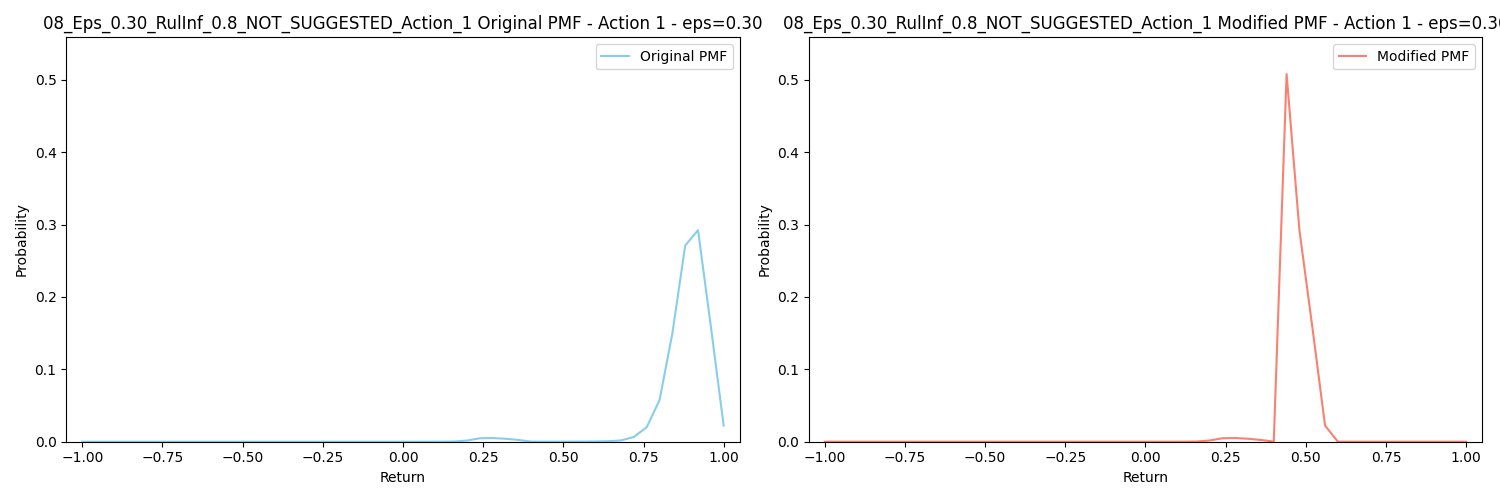 08_Eps_0.30_RulInf_0.8_NOT_SUGGESTED_Action_1 Original PMF - Action 1 - eps=0.30
Original PMF
Probability
0.5
0.4
0.3
0.2
0.1
0.0
−1.00 −0.75 −0.50 −0.25 0.00 0.25 0.50 0.75 1.00
Return
08_Eps_0.30_RulInf_0.8_NOT_SUGGESTED_Action_1 Modified PMF - Action 1 - eps=0.30
Modified PMF
Probability
0.5
0.4
0.3
0.2
0.1
0.0
−1.00 −0.75 −0.50 −0.25 0.00 0.25 0.50 0.75 1.00
Return